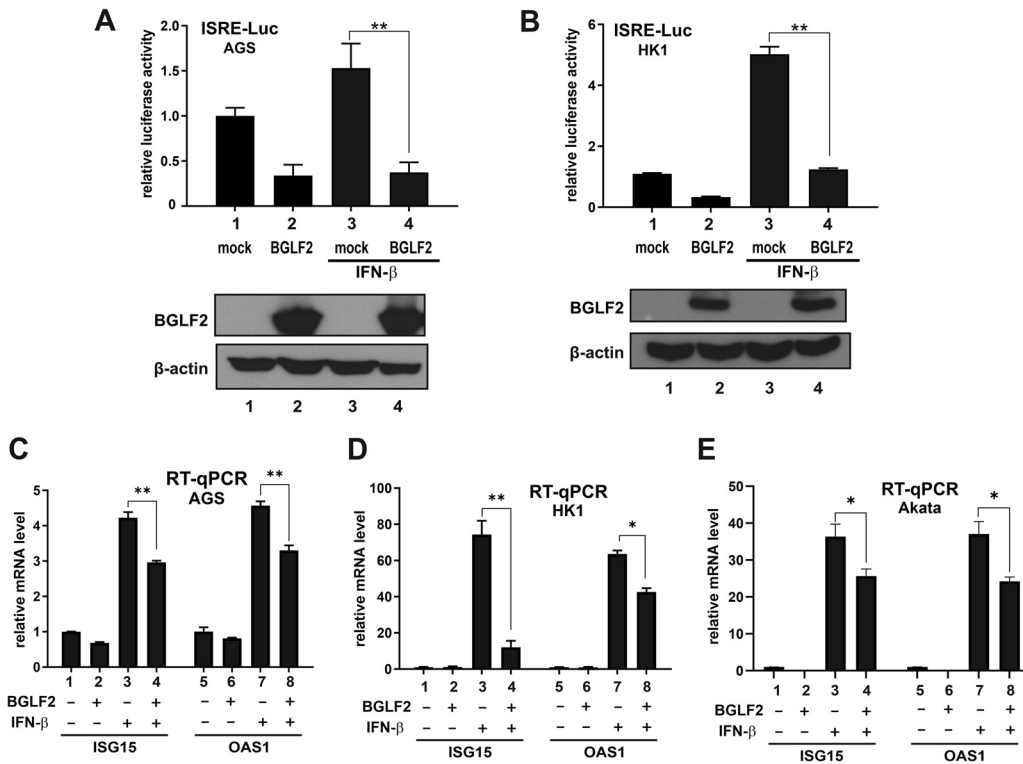 A
ISRE-Luc
AGS
relative luciferase activity
2.0
1.5
1.0
0.5
0
**
1 2 3 4
mock BGLF2 mock BGLF2
IFN-β
BGLF2
β-actin
1 2 3 4
B
ISRE-Luc
HK1
relative luciferase activity
6
4
2
0
**
1 2 3 4
mock BGLF2 mock BGLF2
IFN-β
BGLF2
β-actin
1 2 3 4
C
RT-qPCR
AGS
relative mRNA level
5
4
3
2
1
0
** **
1 2 3 4 5 6 7 8
BGLF2 − + − + − + − +
IFN-β − − + + − − + +
ISG15 OAS1
D
RT-qPCR
HK1
relative mRNA level
100
80
60
40
20
0
** *
1 2 3 4 5 6 7 8
BGLF2 − + − + − + − +
IFN-β − − + + − − + +
ISG15 OAS1
E
RT-qPCR
Akata
relative mRNA level
50
40
30
20
10
0
* *
1 2 3 4 5 6 7 8
BGLF2 − + − + − + − +
IFN-β − − + + − − + +
ISG15 OAS1